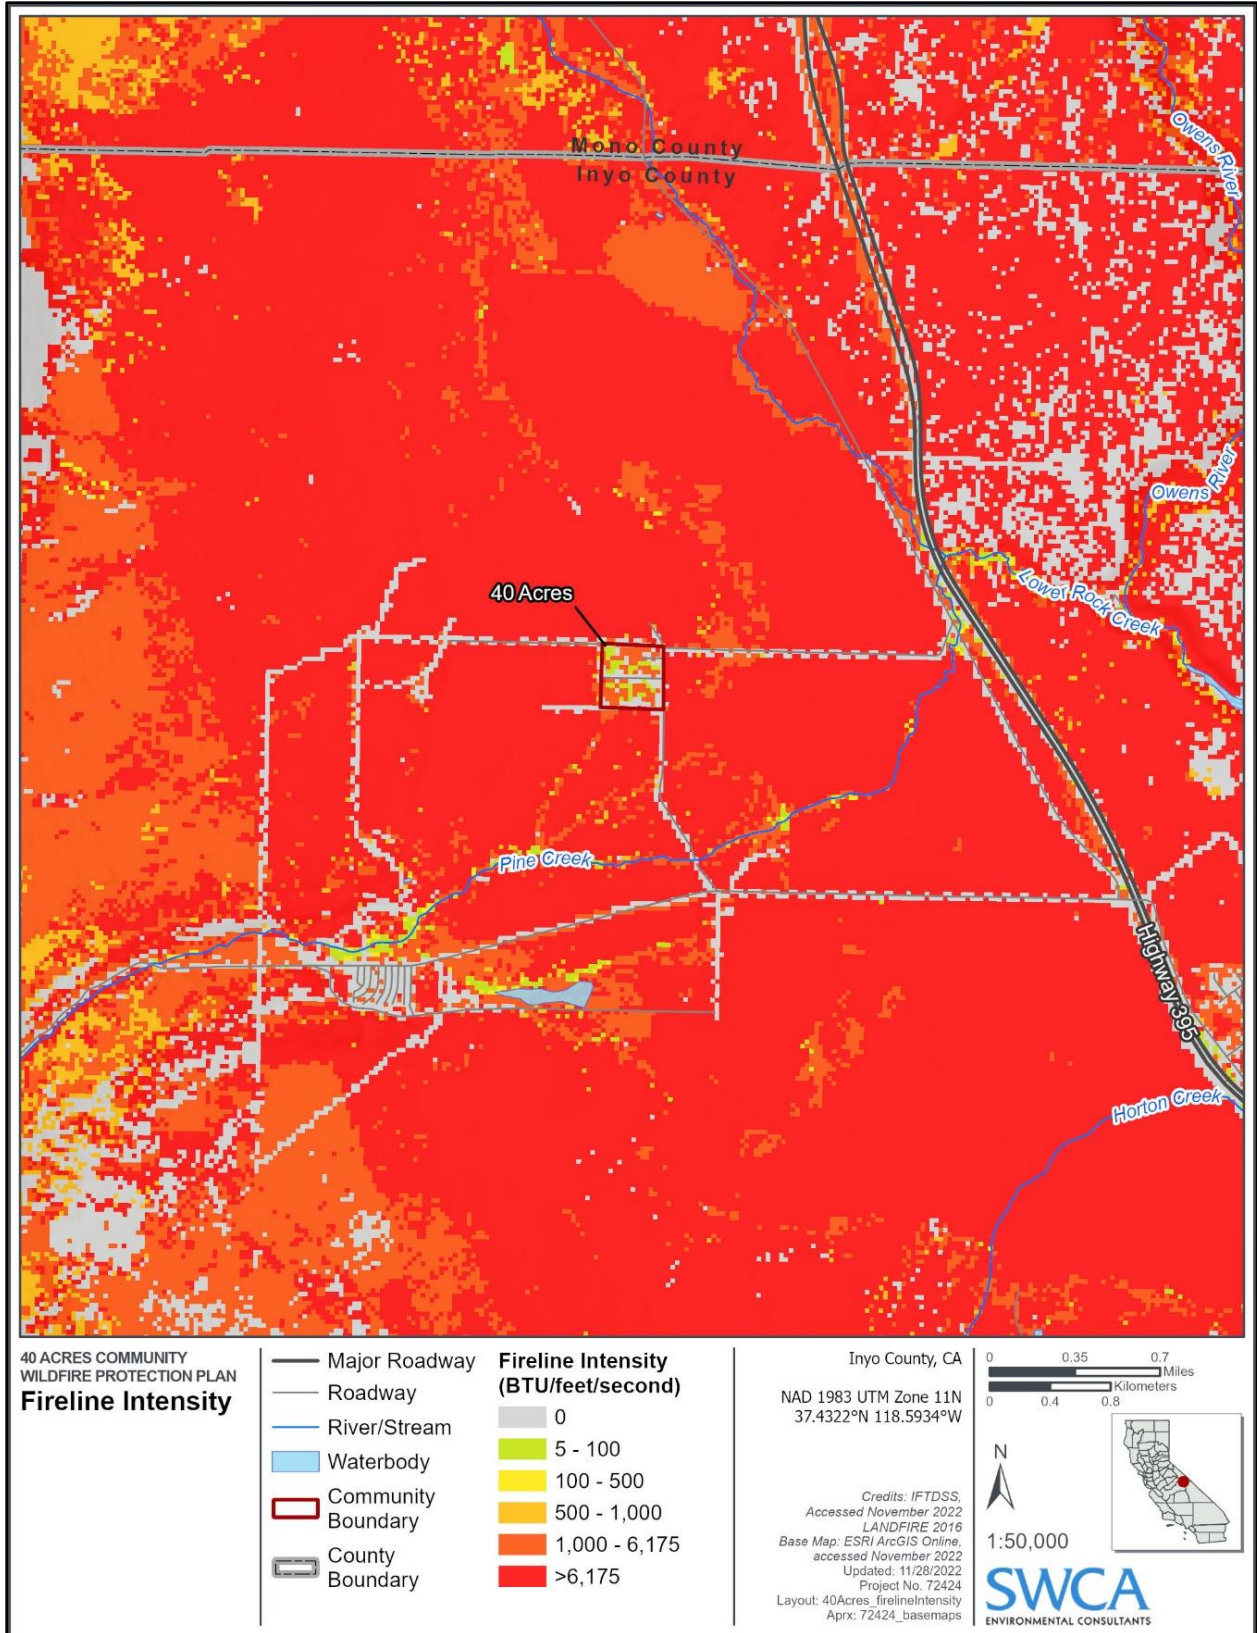 Mono County
Inyo County
Owens River
Owens River
Lower Rock Creek
40 Acres
Pine Creek
Highway 395
Horton Creek
40 ACRES COMMUNITY
WILDFIRE PROTECTION PLAN
Fireline Intensity
Major Roadway
Roadway
River/Stream
Waterbody
Community
Boundary
County
Boundary
Fireline Intensity
(BTU/feet/second)
0
5 - 100
100 - 500
500 - 1,000
1,000 - 6,175
>6,175
Inyo County, CA
NAD 1983 UTM Zone 11N
37.4322°N 118.5934°W
Credits: IFTDSS,
Accessed November 2022
LANDFIRE 2016
Base Map: ESRI ArcGIS Online,
accessed November 2022
Updated: 11/28/2022
Project No. 72424
Layout: 40Acres_firelineIntensity
Aprx: 72424_basemaps
0 0.35 0.7
Miles
Kilometers
0 0.4 0.8
N
1:50,000
SWCA
ENVIRONMENTAL CONSULTANTS